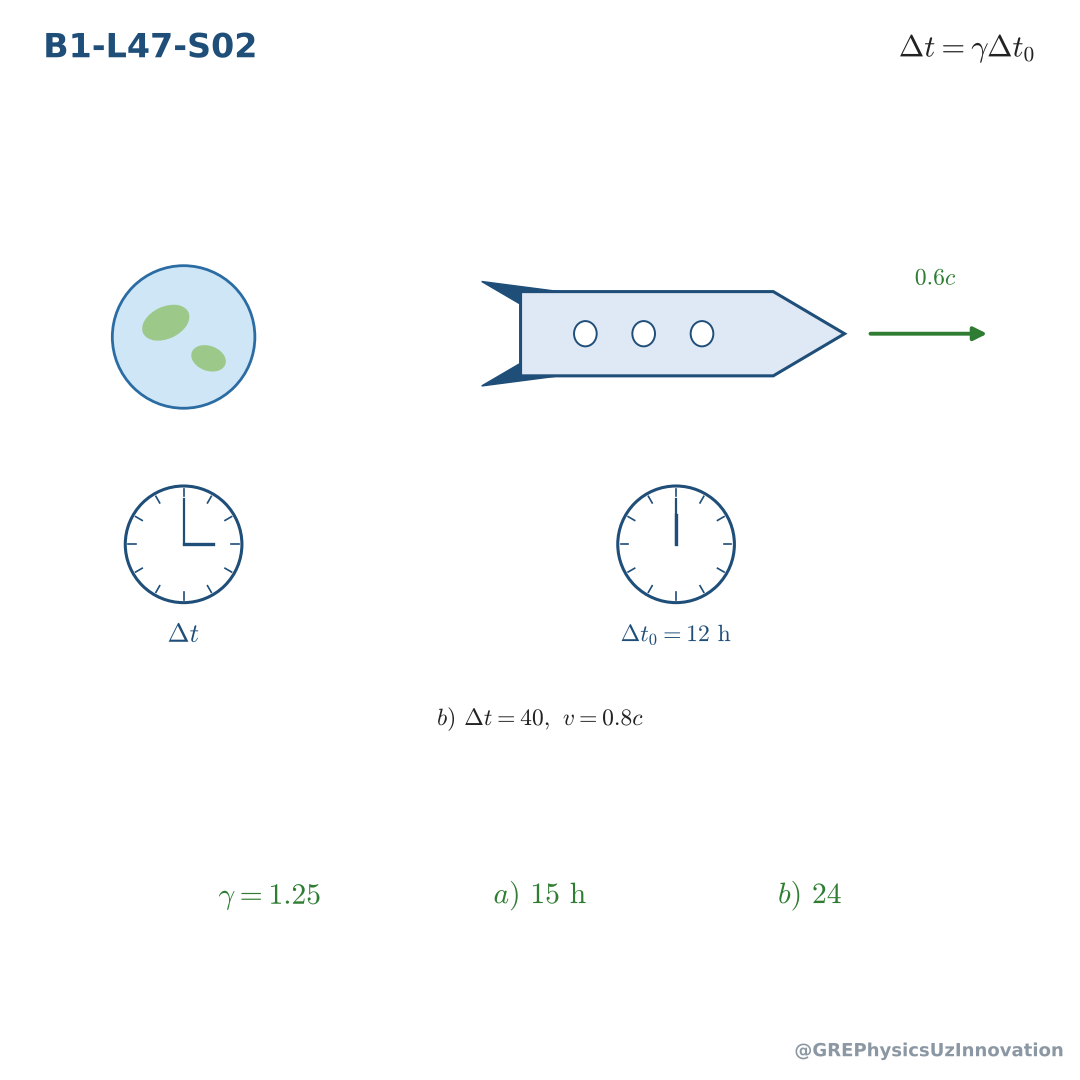 B1-L47-S02
Δt = γΔt₀
0.6c
Δt
Δt₀ = 12 h
b) Δt = 40, v = 0.8c
γ = 1.25
a) 15 h
b) 24
@GREPhysicsUzInnovation